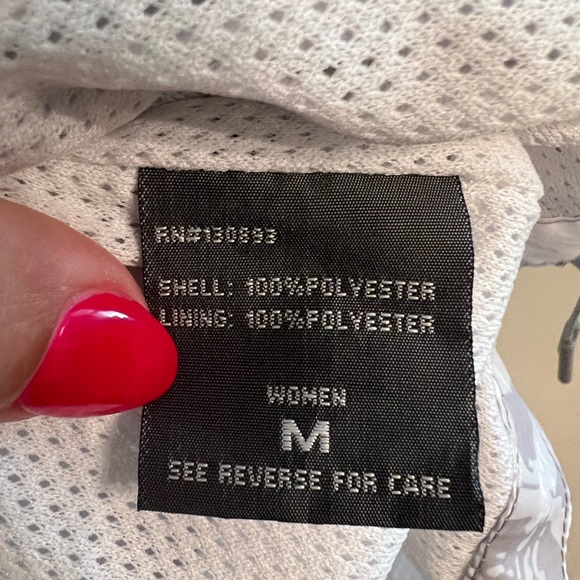 RN#130893
SHELL: 100%POLYESTER
LINING: 100%POLYESTER
WOMEN
M
SEE REVERSE FOR CARE